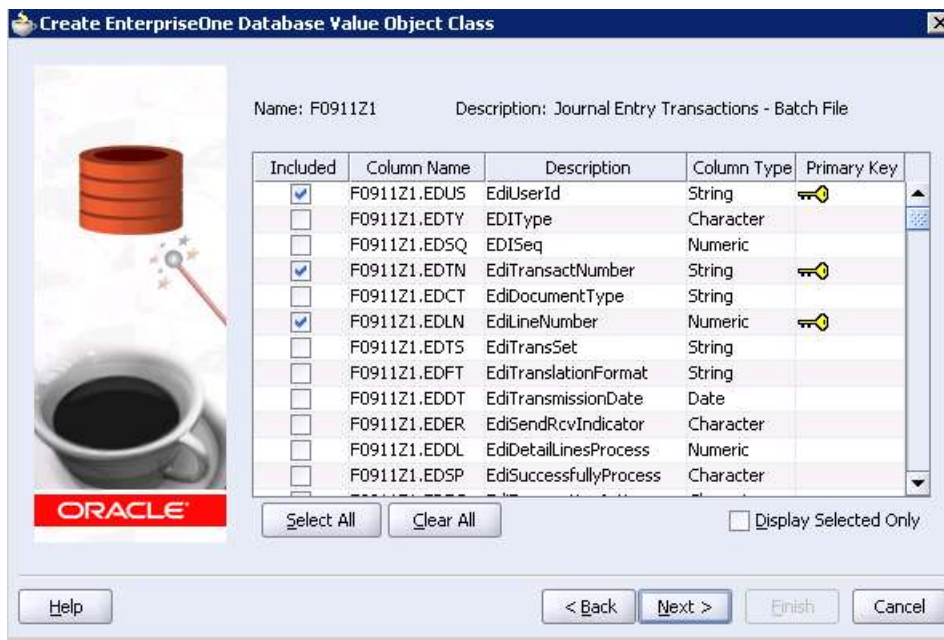 Create EnterpriseOne Database Value Object Class
Name: F0911Z1 Description: Journal Entry Transactions - Batch File
Included Column Name Description Column Type Primary Key
F0911Z1.EDUS EdiUserId String
F0911Z1.EDTY EDIType Character
F0911Z1.EDSQ EDISeq Numeric
F0911Z1.EDTN EdiTransactNumber String
F0911Z1.EDCT EdiDocumentType String
F0911Z1.EDLN EdiLineNumber Numeric
F0911Z1.EDTS EdiTransSet String
F0911Z1.EDFT EdiTranslationFormat String
F0911Z1.EDDT EdiTransmissionDate Date
F0911Z1.EDER EdiSendRcvIndicator Character
F0911Z1.EDDL EdiDetailLinesProcess Numeric
F0911Z1.EDSP EdiSuccessfullyProcess Character
ORACLE
Select All Clear All Display Selected Only
Help < Back Next > Finish Cancel